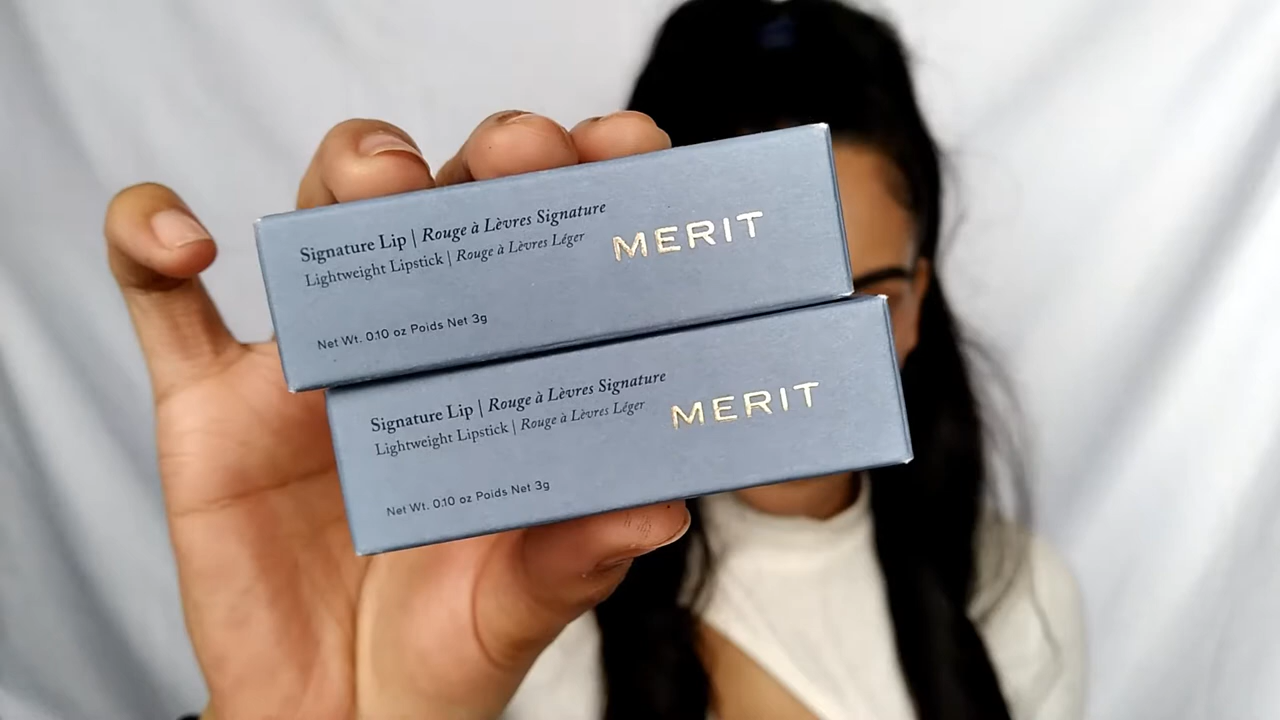 Signature Lip | Rouge à Lèvres Signature
Lightweight Lipstick | Rouge à Lèvres Léger
MERIT
Net Wt. 0.10 oz Poids Net 3g
Signature Lip | Rouge à Lèvres Signature
Lightweight Lipstick | Rouge à Lèvres Léger
MERIT
Net Wt. 0.10 oz Poids Net 3g